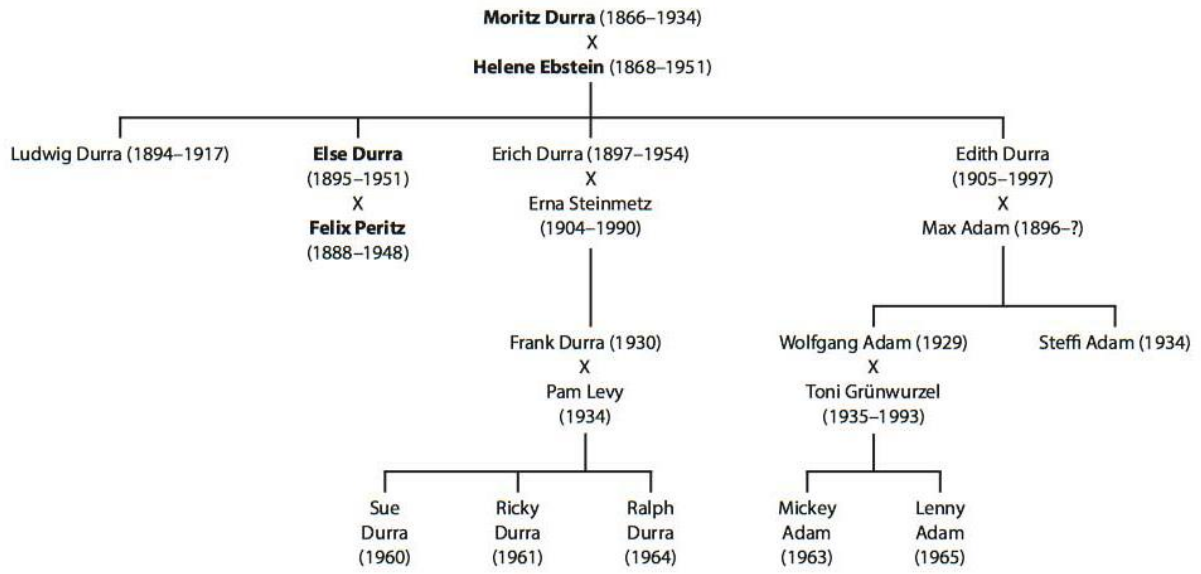 Moritz Durra (1866–1934)
X
Helene Ebstein (1868–1951)
Ludwig Durra (1894–1917)
Else Durra
(1895–1951)
X
Felix Peritz
(1888–1948)
Erich Durra (1897–1954)
X
Erna Steinmetz
(1904–1990)
Edith Durra
(1905–1997)
X
Max Adam (1896–?)
Frank Durra (1930)
X
Pam Levy
(1934)
Wolfgang Adam (1929)
X
Toni Grünwurzel
(1935–1993)
Steffi Adam (1934)
Sue
Durra
(1960)
Ricky
Durra
(1961)
Ralph
Durra
(1964)
Mickey
Adam
(1963)
Lenny
Adam
(1965)